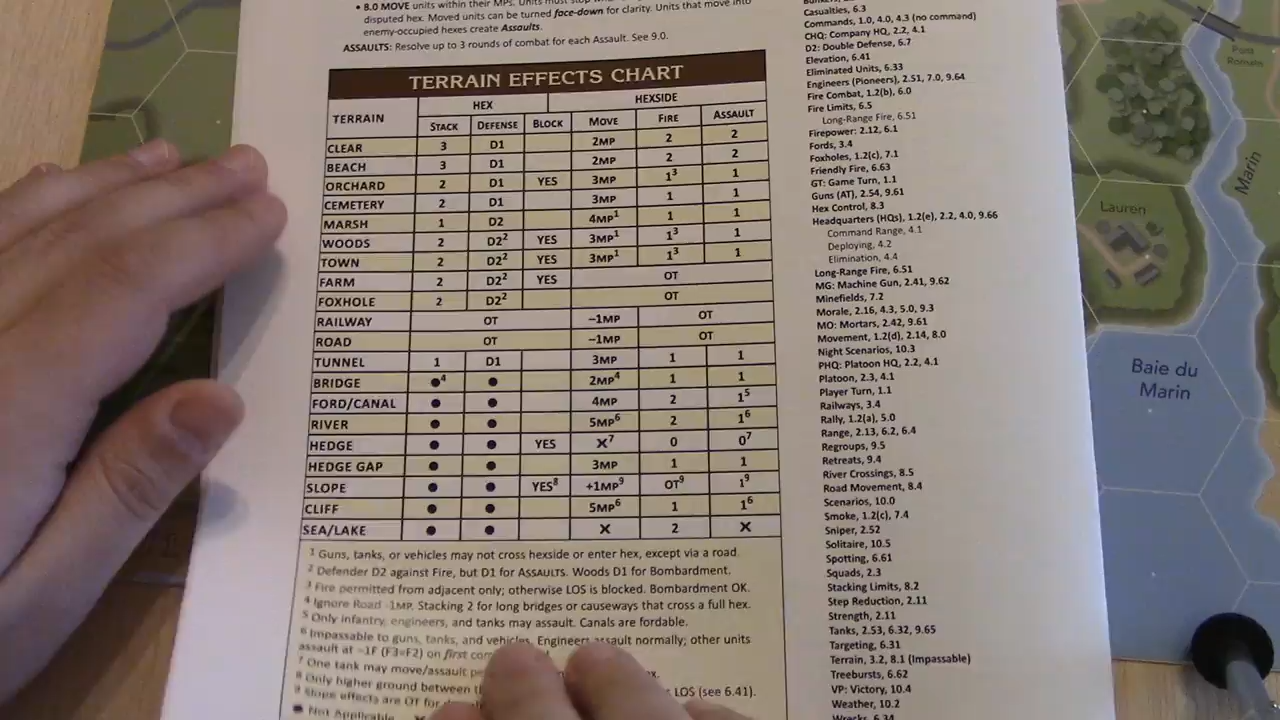 • 8.0 MOVE units within their MPs. Units must stop
disputed hex. Moved units can be turned face-down for clarity. Units that move into
enemy-occupied hexes create Assaults.
ASSAULTS: Resolve up to 3 rounds of combat for each Assault. See 9.0.
TERRAIN EFFECTS CHART
TERRAIN HEX HEXSIDE
STACK DEFENSE BLOCK MOVE FIRE ASSAULT
CLEAR 3 D1 2MP 2 2
BEACH 3 D1 2MP 2 2
ORCHARD 2 D1 YES 3MP 1³ 1
CEMETERY 2 D1 3MP 1 1
MARSH 1 D2 4MP¹ 1 1
WOODS 2 D2² YES 3MP¹ 1³ 1
TOWN 2 D2² YES 3MP¹ 1³ 1
FARM 2 D2² YES OT
FOXHOLE 2 D2² OT
RAILWAY OT –1MP OT
ROAD OT –1MP OT
TUNNEL 1 D1 3MP 1 1
BRIDGE ●⁴ ● 2MP⁴ 1 1
FORD/CANAL ● ● 4MP 2 1⁵
RIVER ● ● 5MP⁶ 2 1⁶
HEDGE ● ● YES X⁷ 0 0⁷
HEDGE GAP ● ● 3MP 1 1
SLOPE ● ● YES⁸ +1MP⁹ OT⁹ 1⁹
CLIFF ● ● 5MP⁶ 1 1⁶
SEA/LAKE ● ● X 2 X
¹ Guns, tanks, or vehicles may not cross hexside or enter hex, except via a road.
² Defender D2 against Fire, but D1 for ASSAULTS. Woods D1 for Bombardment.
³ Fire permitted from adjacent only; otherwise LOS is blocked. Bombardment OK.
⁴ Ignore Road -1MP. Stacking 2 for long bridges or causeways that cross a full hex.
⁵ Only infantry, engineers, and tanks may assault. Canals are fordable.
⁶ Impassable to guns, tanks, and vehicles. Engineers assault normally; other units
assault at –1F (F3=F2) on first
⁷ One tank may move/assault
⁸ Only higher ground between LOS (see 6.41).
⁹ Slope effects are OT for
● Not Applicable
Casualties, 6.3
Commands, 1.0, 4.0, 4.3 (no command)
CHQ: Company HQ, 2.2, 4.1
D2: Double Defense, 6.7
Elevation, 6.41
Eliminated Units, 6.33
Engineers (Pioneers), 2.51, 7.0, 9.64
Fire Combat, 1.2(b), 6.0
Fire Limits, 6.5
Long-Range Fire, 6.51
Firepower: 2.12, 6.1
Fords, 3.4
Foxholes, 1.2(c), 7.1
Friendly Fire, 6.63
GT: Game Turn, 1.1
Guns (AT), 2.54, 9.61
Hex Control, 8.3
Headquarters (HQs), 1.2(e), 2.2, 4.0, 9.66
Command Range, 4.1
Deploying, 4.2
Elimination, 4.4
Long-Range Fire, 6.51
MG: Machine Gun, 2.41, 9.62
Minefields, 7.2
Morale, 2.16, 4.3, 5.0, 9.3
MO: Mortars, 2.42, 9.61
Movement, 1.2(d), 2.14, 8.0
Night Scenarios, 10.3
PHQ: Platoon HQ, 2.2, 4.1
Platoon, 2.3, 4.1
Player Turn, 1.1
Railways, 3.4
Rally, 1.2(a), 5.0
Range, 2.13, 6.2, 6.4
Regroups, 9.5
Retreats, 9.4
River Crossings, 8.5
Road Movement, 8.4
Scenarios, 10.0
Smoke, 1.2(c), 7.4
Sniper, 2.52
Solitaire, 10.5
Spotting, 6.61
Squads, 2.3
Stacking Limits, 8.2
Step Reduction, 2.11
Strength, 2.11
Tanks, 2.53, 6.32, 9.65
Targeting, 6.31
Terrain, 3.2, 8.1 (Impassable)
Treebursts, 6.62
VP: Victory, 10.4
Weather, 10.2
Wrecks, 6.34
Marin
Lauren
Baie du
Marin